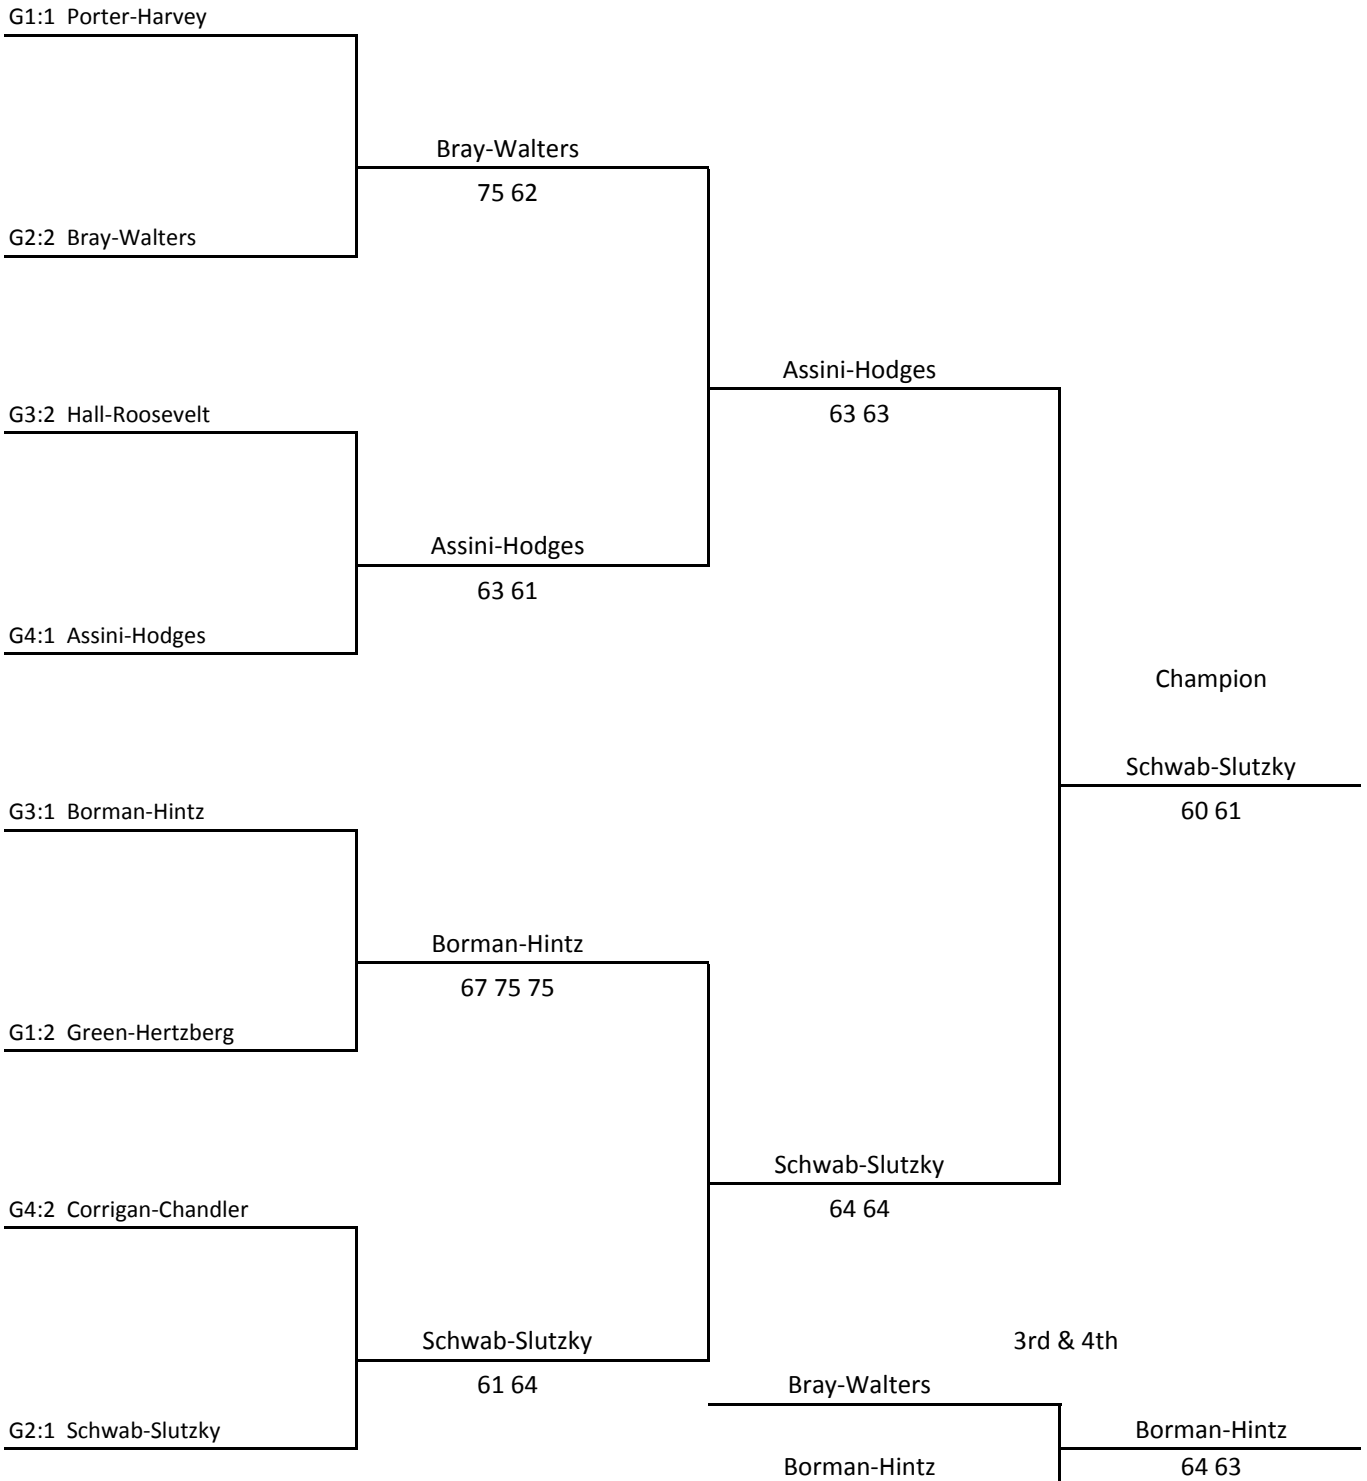 G1:1 Porter-Harvey
Bray-Walters
75 62
G2:2 Bray-Walters
Assini-Hodges
63 63
G3:2 Hall-Roosevelt
Assini-Hodges
63 61
G4:1 Assini-Hodges
Champion
Schwab-Slutzky
60 61
G3:1 Borman-Hintz
Borman-Hintz
67 75 75
G1:2 Green-Hertzberg
Schwab-Slutzky
64 64
G4:2 Corrigan-Chandler
Schwab-Slutzky
61 64
3rd & 4th
Bray-Walters
G2:1 Schwab-Slutzky
Borman-Hintz
Borman-Hintz
64 63